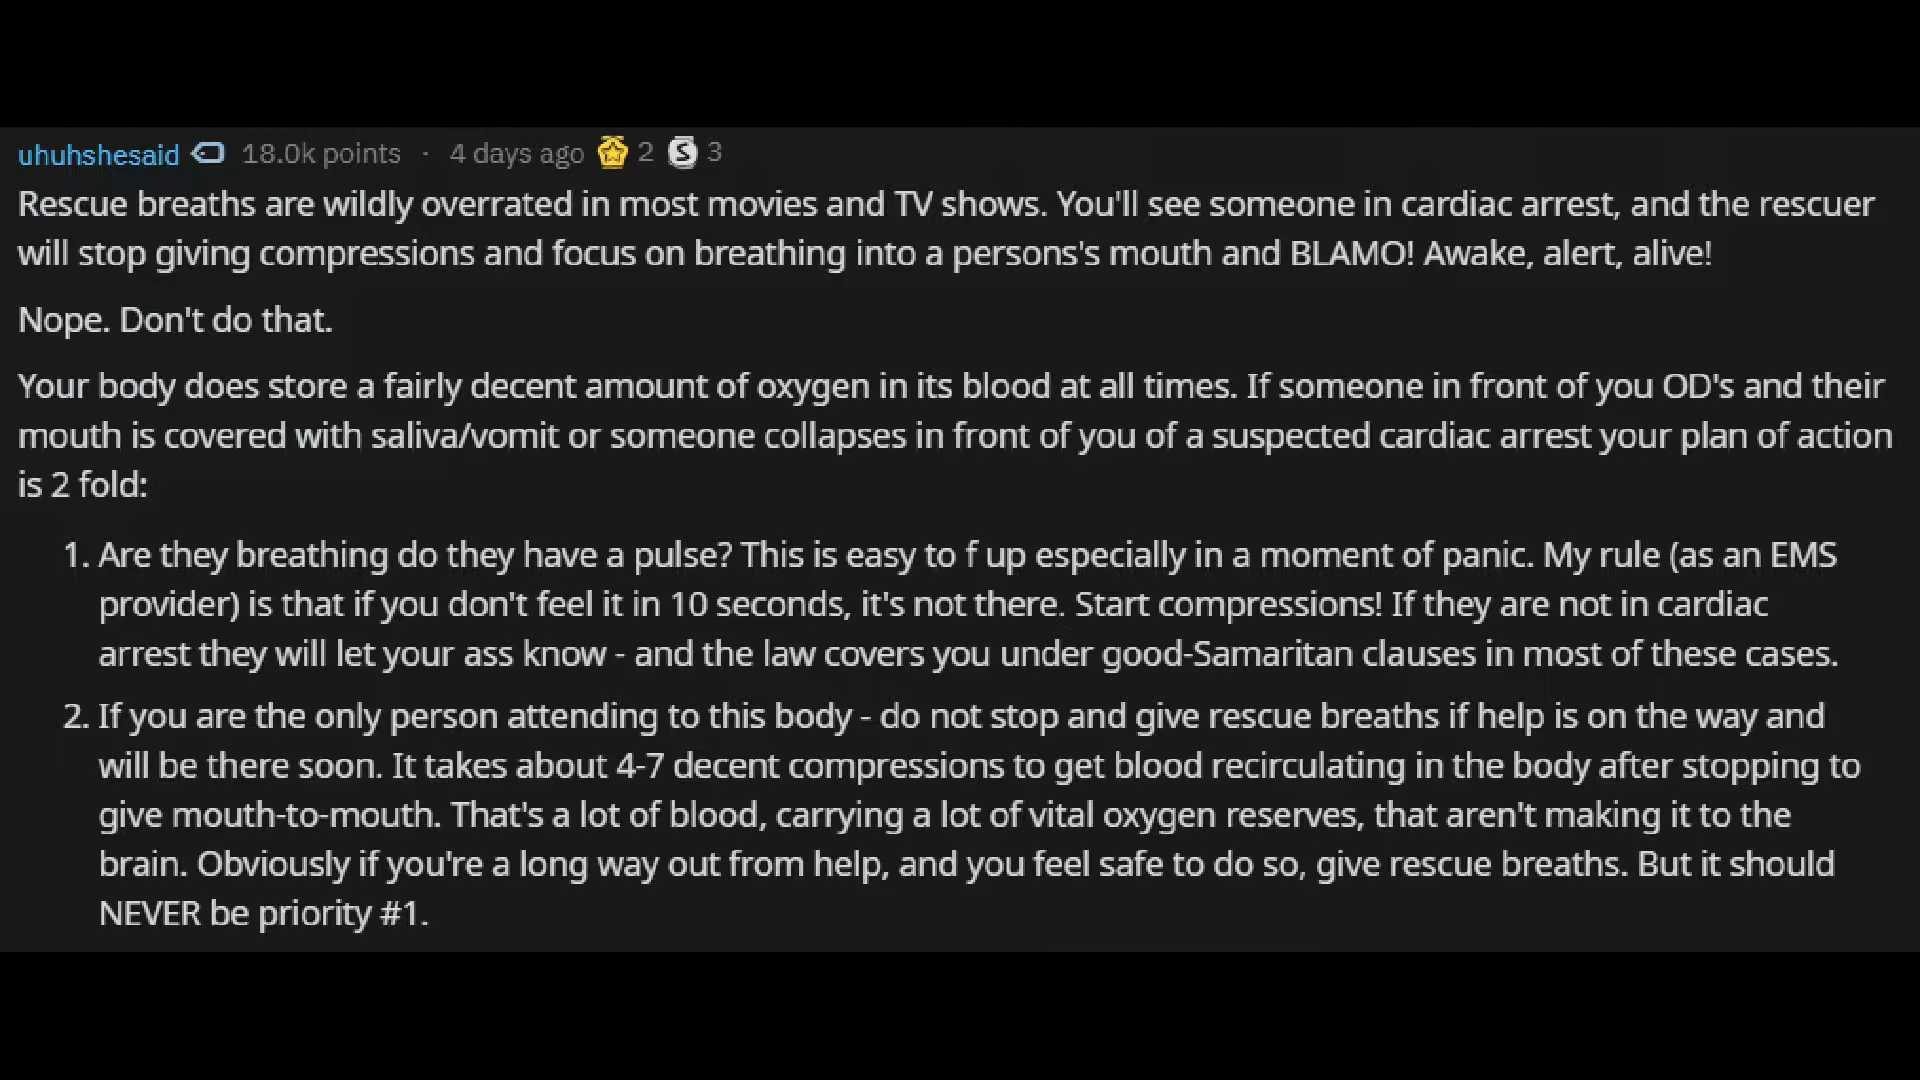 uhuhshesaid 18.0k points · 4 days ago 2 S 3
Rescue breaths are wildly overrated in most movies and TV shows. You'll see someone in cardiac arrest, and the rescuer
will stop giving compressions and focus on breathing into a persons's mouth and BLAMO! Awake, alert, alive!
Nope. Don't do that.
Your body does store a fairly decent amount of oxygen in its blood at all times. If someone in front of you OD's and their
mouth is covered with saliva/vomit or someone collapses in front of you of a suspected cardiac arrest your plan of action
is 2 fold:
1. Are they breathing do they have a pulse? This is easy to f up especially in a moment of panic. My rule (as an EMS
provider) is that if you don't feel it in 10 seconds, it's not there. Start compressions! If they are not in cardiac
arrest they will let your ass know - and the law covers you under good-Samaritan clauses in most of these cases.
2. If you are the only person attending to this body - do not stop and give rescue breaths if help is on the way and
will be there soon. It takes about 4-7 decent compressions to get blood recirculating in the body after stopping to
give mouth-to-mouth. That's a lot of blood, carrying a lot of vital oxygen reserves, that aren't making it to the
brain. Obviously if you're a long way out from help, and you feel safe to do so, give rescue breaths. But it should
NEVER be priority #1.